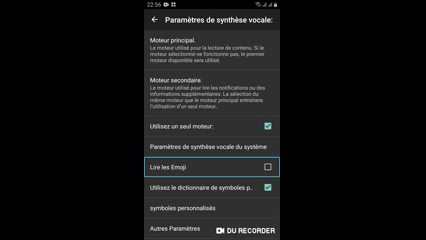 22:56
Paramètres de synthèse vocale:
Moteur principal.
Le moteur utilisé pour la lecture de contenu. Si le
moteur sélectionné ne fonctionne pas, le premier
moteur disponible sera utilisé.
Moteur secondaire.
Le moteur utilisé pour lire les notifications ou des
informations supplémentaires. La sélection du
même moteur que le moteur principal entraînera
l'utilisation d'un seul moteur.
Utilisez un seul moteur:
Paramètres de synthèse vocale du système
Lire les Emoji
Utilisez le dictionnaire de symboles p..
symboles personnalisés
Autres Paramètres
DU RECORDER